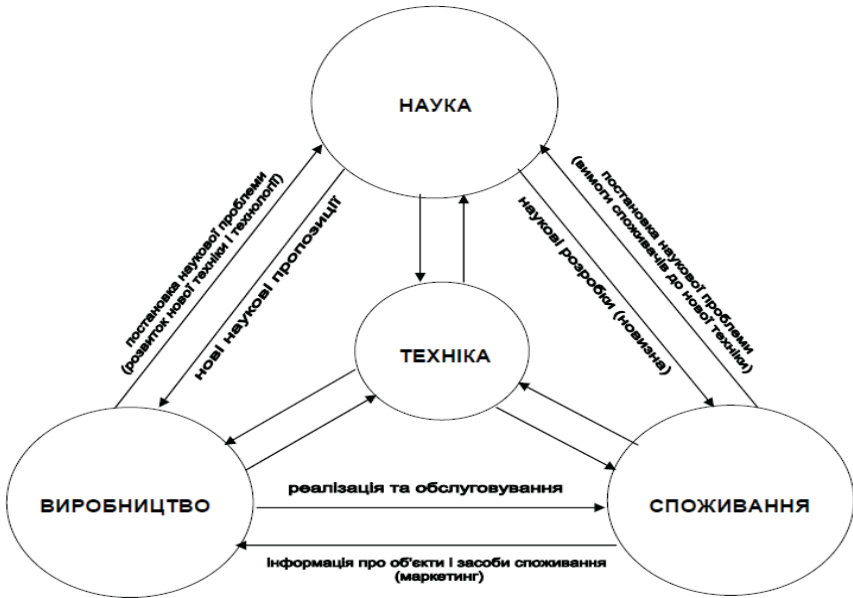 НАУКА
постановка наукової проблеми
(розвиток нової техніки і технології)
нові наукові пропозиції
наукові розробки (новизна)
постановка наукової проблеми
(вимоги споживачів до нової техніки)
ТЕХНІКА
ВИРОБНИЦТВО
реалізація та обслуговування
СПОЖИВАННЯ
інформація про об'єкти і засоби споживання
(маркетинг)